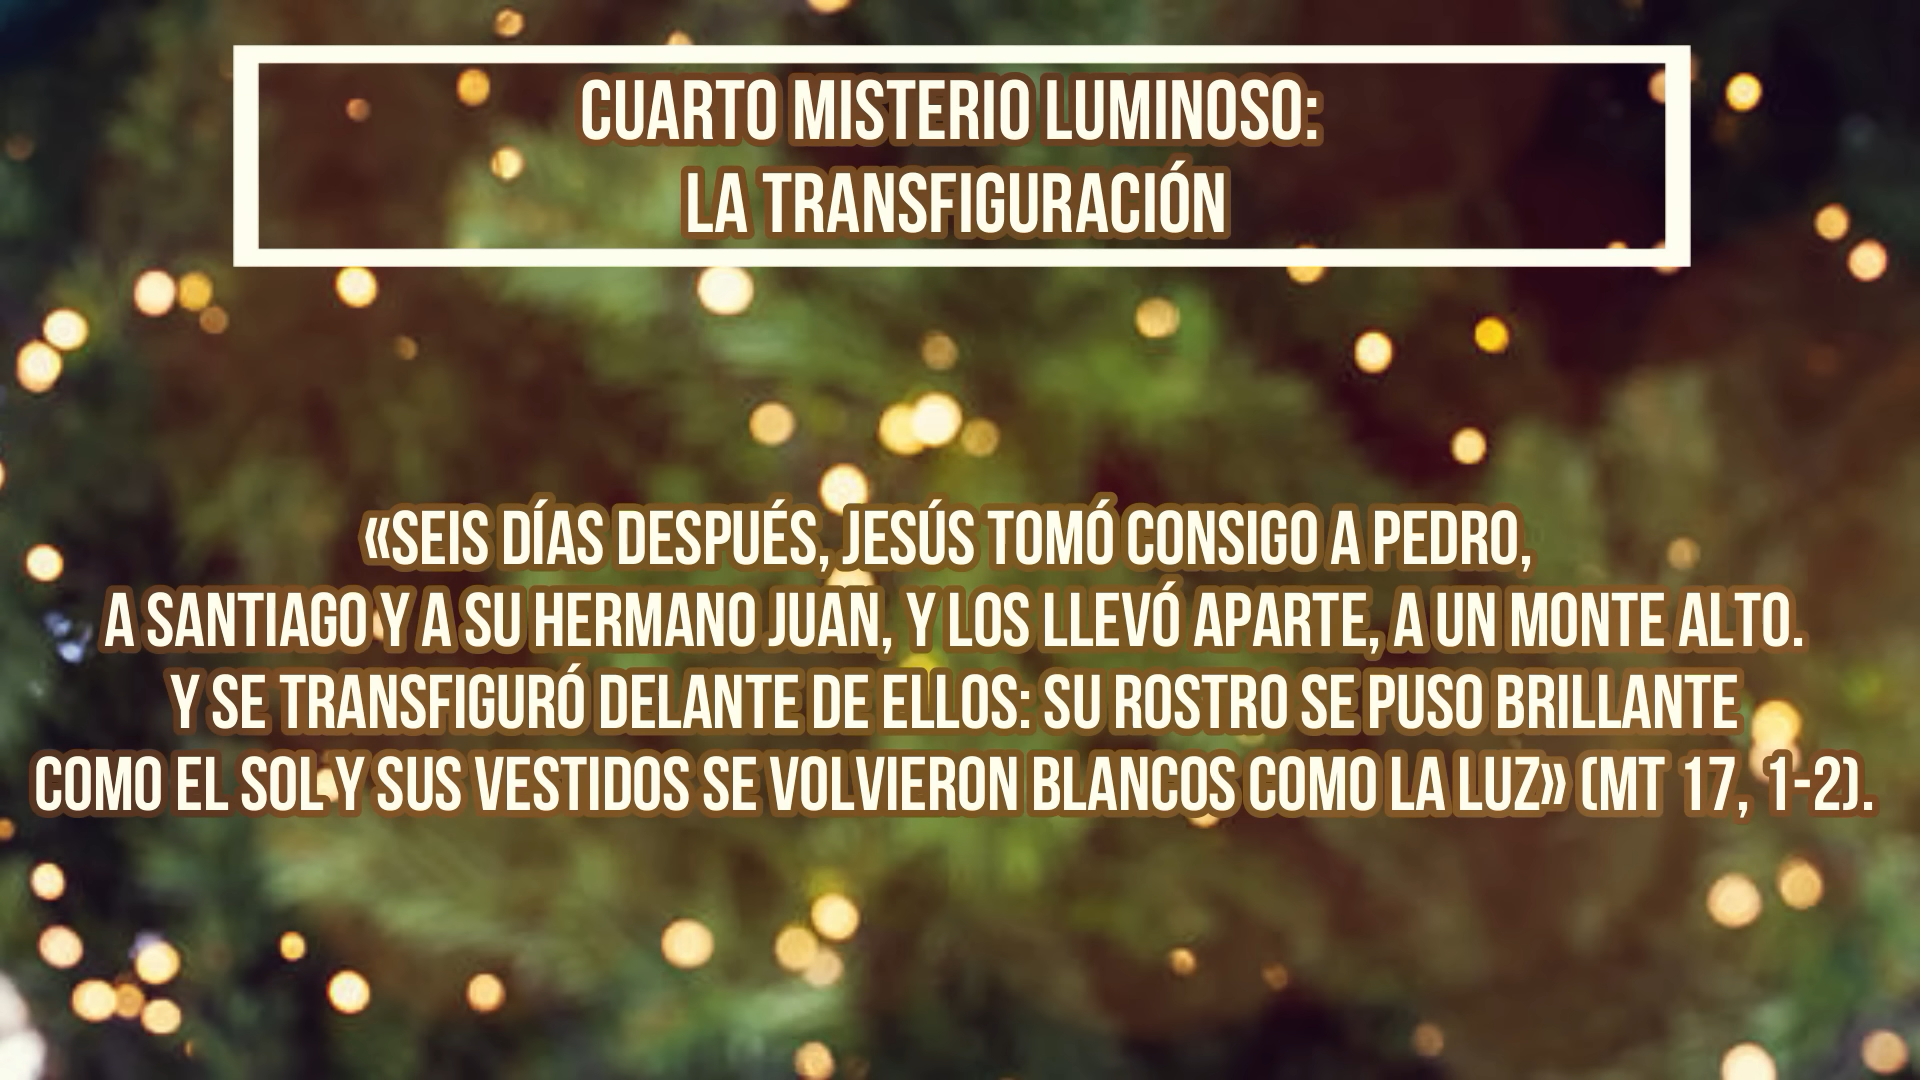 CUARTO MISTERIO LUMINOSO:
LA TRANSFIGURACIÓN
«SEIS DÍAS DESPUÉS, JESÚS TOMÓ CONSIGO A PEDRO,
A SANTIAGO Y A SU HERMANO JUAN, Y LOS LLEVÓ APARTE, A UN MONTE ALTO.
Y SE TRANSFIGURÓ DELANTE DE ELLOS: SU ROSTRO SE PUSO BRILLANTE
COMO EL SOL Y SUS VESTIDOS SE VOLVIERON BLANCOS COMO LA LUZ» (MT 17, 1-2).